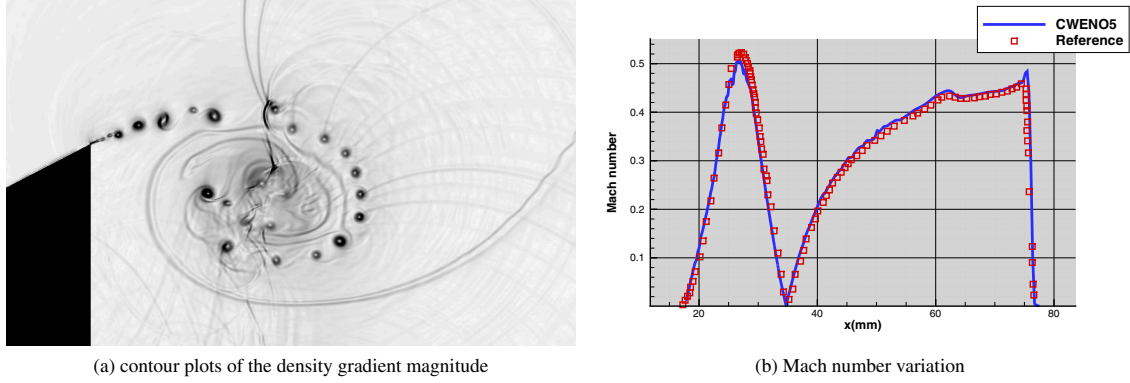 CWENO5
Reference
0.5
0.4
0.3
0.2
0.1
Mach number
20
40
60
80
x(mm)
(a) contour plots of the density gradient magnitude
(b) Mach number variation